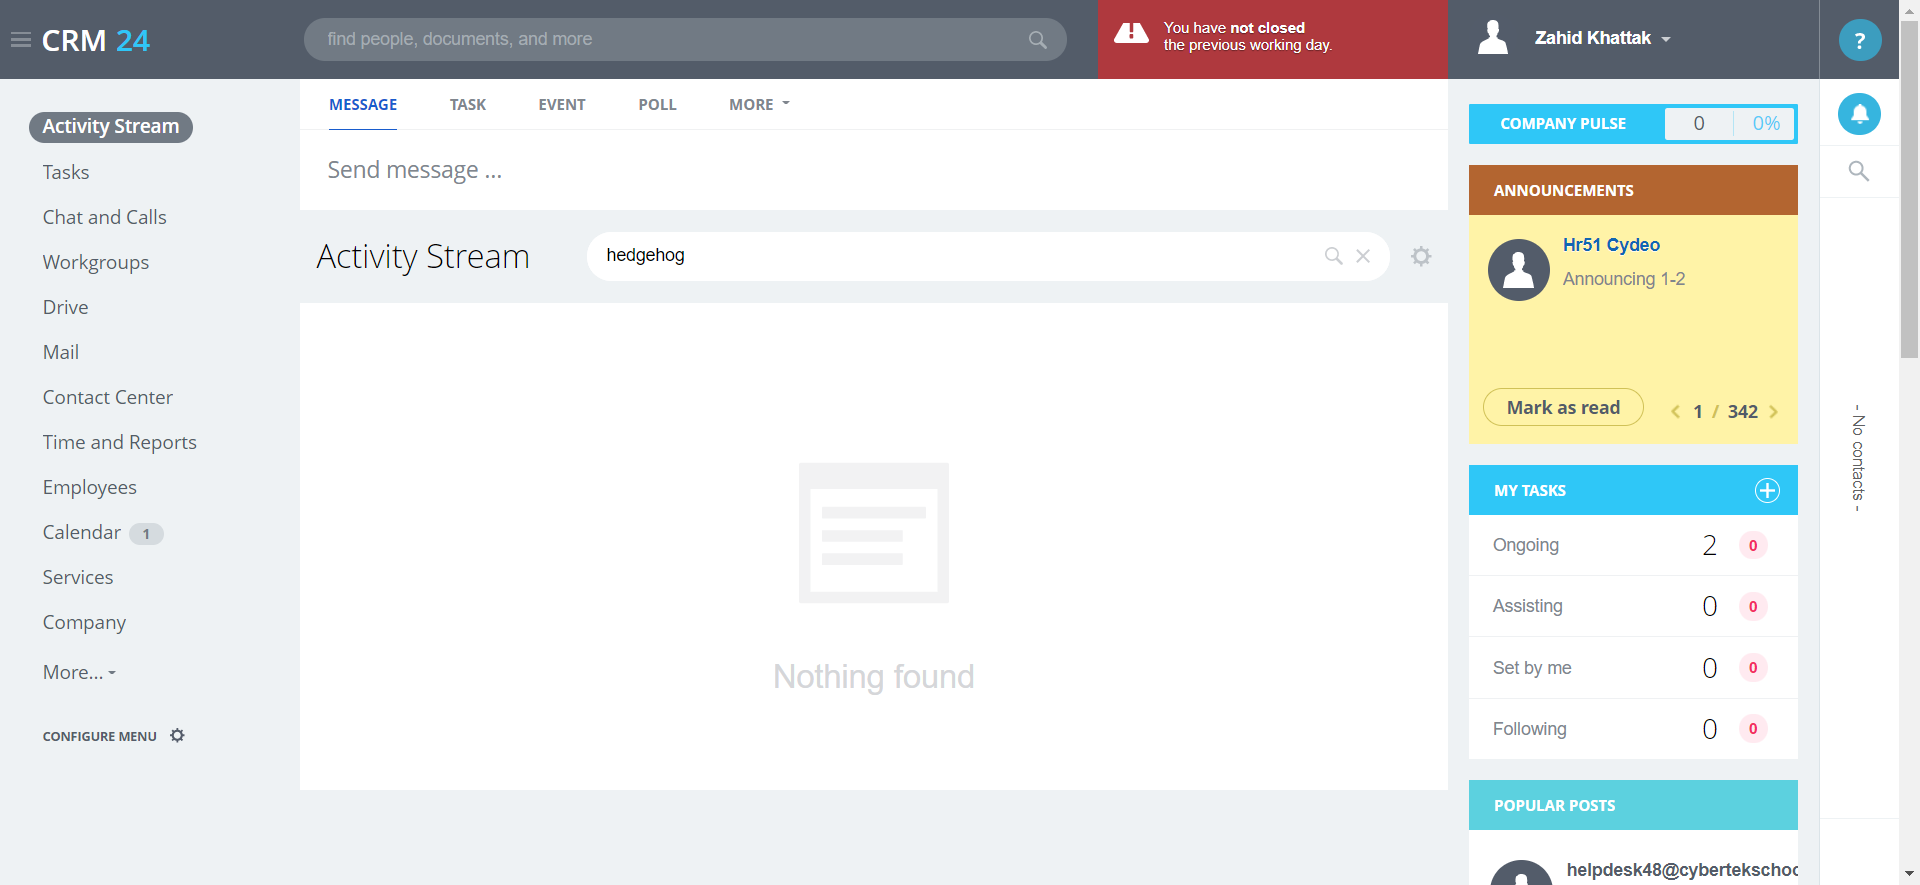 CRM 24
find people, documents, and more
You have not closed
the previous working day.
Zahid Khattak
?
Activity Stream
Tasks
Chat and Calls
Workgroups
Drive
Mail
Contact Center
Time and Reports
Employees
Calendar 1
Services
Company
More...
CONFIGURE MENU
MESSAGE TASK EVENT POLL MORE
Send message ...
Activity Stream
hedgehog
Nothing found
COMPANY PULSE 0 0%
ANNOUNCEMENTS
Hr51 Cydeo
Announcing 1-2
Mark as read
1 / 342
MY TASKS
Ongoing 2 0
Assisting 0 0
Set by me 0 0
Following 0 0
POPULAR POSTS
helpdesk48@cybertekschoo
- No contacts -